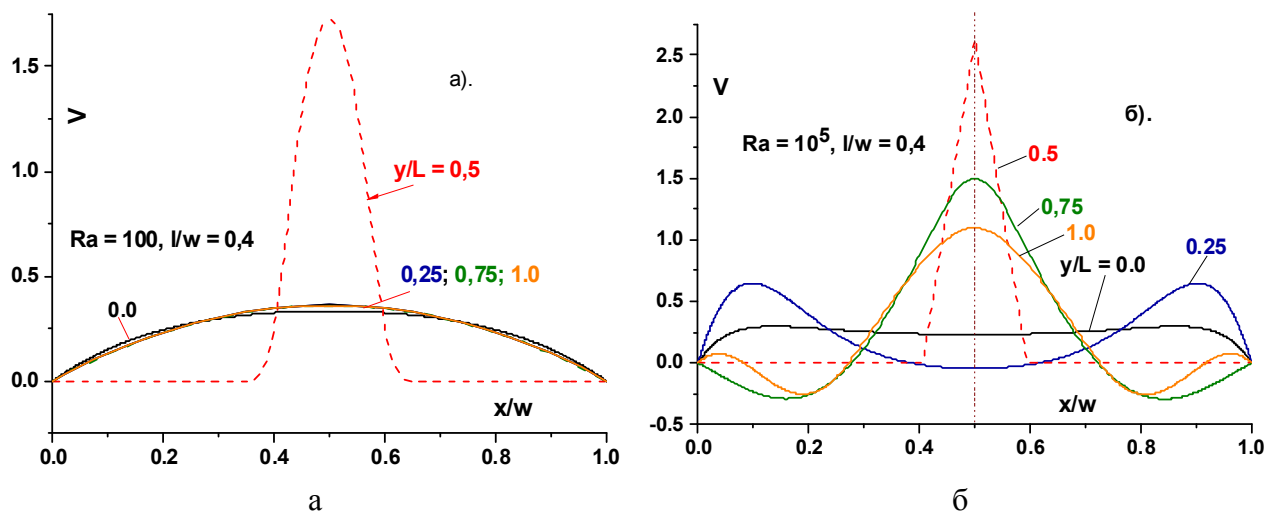 1.5
1.0
0.5
0.0
V
а).
y/L = 0,5
Ra = 100, l/w = 0,4
0,25; 0,75; 1.0
0.0
x/w
0.0 0.2 0.4 0.6 0.8 1.0
а
2.5
2.0
1.5
1.0
0.5
0.0
-0.5
V
б).
Ra = 10⁵, l/w = 0,4
0.5
0,75
1.0
y/L = 0.0
0.25
x/w
0.0 0.2 0.4 0.6 0.8 1.0
б